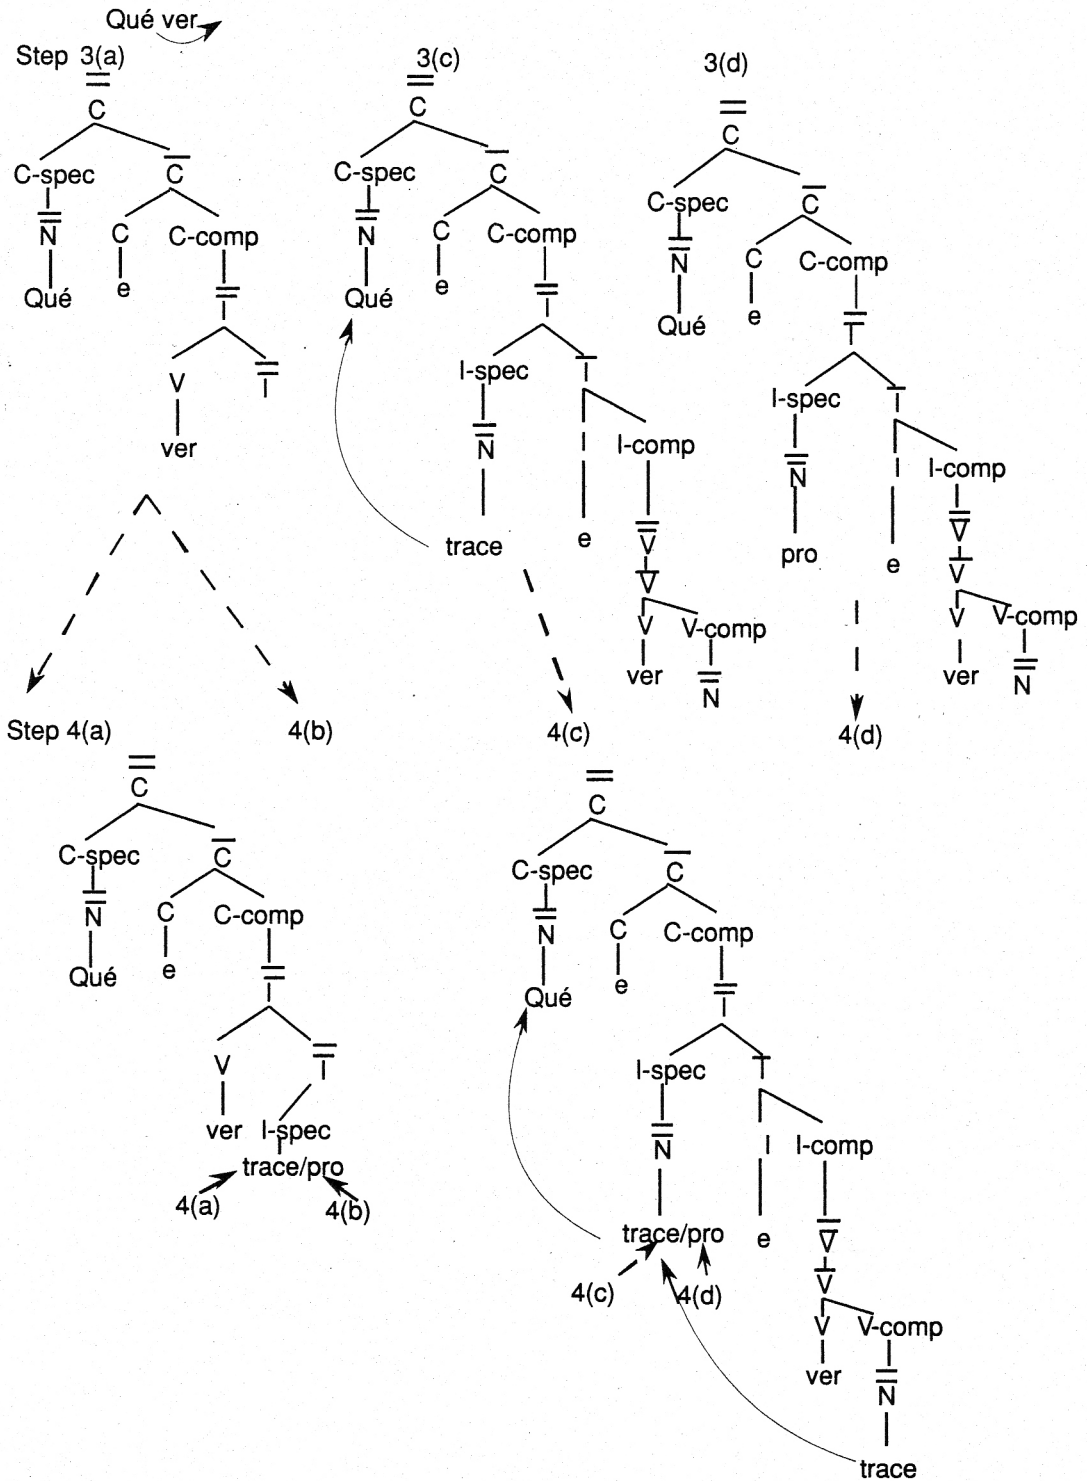 Qué ver
Step 3(a) 3(c) 3(d)
C C C
C-spec C C-spec C C-spec C
N C C-comp N C C-comp N C C-comp
Qué e I Qué e I Qué e I
V I I-spec I I-spec I
ver N I I-comp N I I-comp
trace e V pro e V
V V
V V-comp V V-comp
ver N ver N
Step 4(a) 4(b) 4(c) 4(d)
C C
C-spec C C-spec C
N C C-comp N C C-comp
Qué e I Qué e I
V I I-spec I
ver I-spec N I I-comp
trace/pro trace/pro e V
4(a) 4(b) 4(c) 4(d) V
V V-comp
ver N
trace